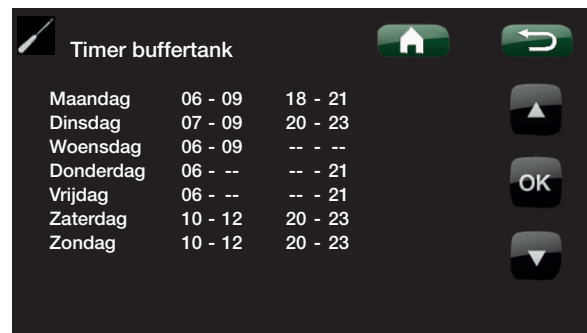 Timer buffertank
Maandag 06 - 09 18 - 21
Dinsdag 07 - 09 20 - 23
Woensdag 06 - 09 -- - --
Donderdag 06 - -- -- - 21
Vrijdag 06 - -- -- - 21
Zaterdag 10 - 12 20 - 23
Zondag 10 - 12 20 - 23
OK